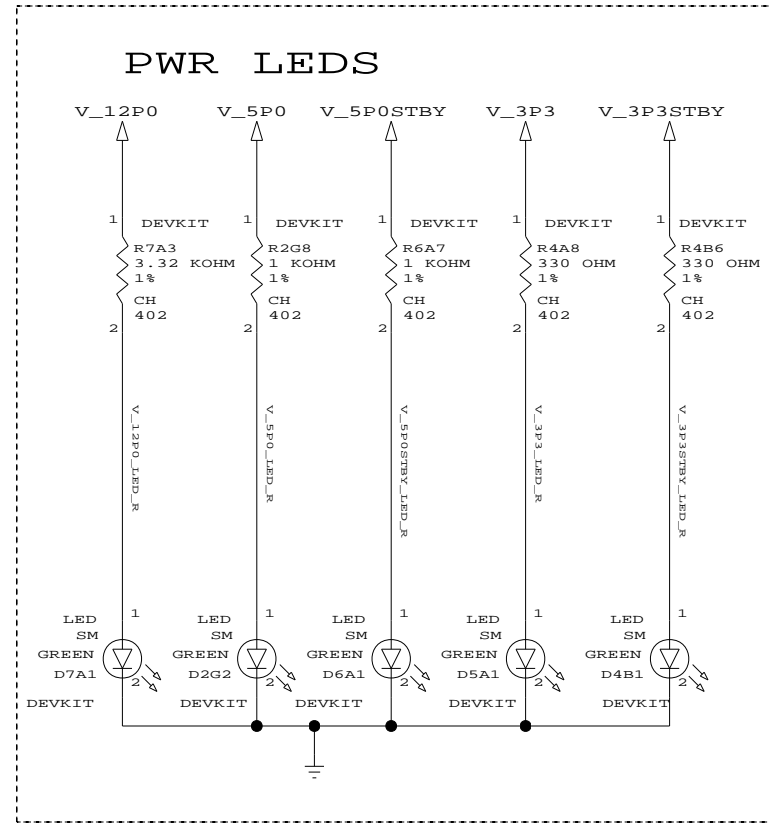 PWR LEDS
V_12P0 V_5P0 V_5P0STBY V_3P3 V_3P3STBY
1 DEVKIT 1 DEVKIT 1 DEVKIT 1 DEVKIT 1 DEVKIT
R7A3 R2G8 R6A7 R4A8 R4B6
3.32 KOHM 1 KOHM 1 KOHM 330 OHM 330 OHM
1% 1% 1% 1% 1%
CH CH CH CH CH
402 402 402 402 402
2 2 2 2 2
V_12P0_LED_R V_5P0_LED_R V_5P0STBY_LED_R V_3P3_LED_R V_3P3STBY_LED_R
LED 1 LED 1 LED 1 LED 1 LED 1
SM SM SM SM SM
GREEN GREEN GREEN GREEN GREEN
D7A1 2 D2G2 2 D6A1 2 D5A1 2 D4B1 2
DEVKIT DEVKIT DEVKIT DEVKIT DEVKIT